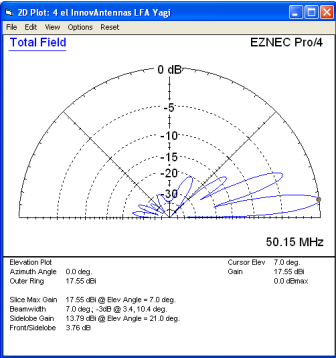 2D Plot: 4 el InnovAntennas LFA Yagi
File Edit View Options Reset
Total Field
EZNEC Pro/4
0 dB
-5
-10
-15
-20
-30
50.15 MHz
Elevation Plot
Cursor Elev 7.0 deg.
Azimuth Angle 0.0 deg.
Gain 17.55 dBi
Outer Ring 17.55 dBi
0.0 dBmax
Slice Max Gain 17.55 dBi @ Elev Angle = 7.0 deg.
Beamwidth 7.0 deg.; -3dB @ 3.4, 10.4 deg.
Sidelobe Gain 13.79 dBi @ Elev Angle = 21.0 deg.
Front/Sidelobe 3.76 dB